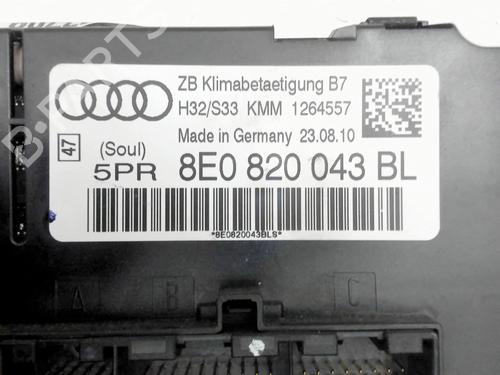 ZB Klimabetaetigung B7
H32/S33 KMM 1264557
Made in Germany 23.08.10
47
(Soul)
5PR 8E0 820 043 BL
*8E0820043BLS*
A B C
B-PARTS